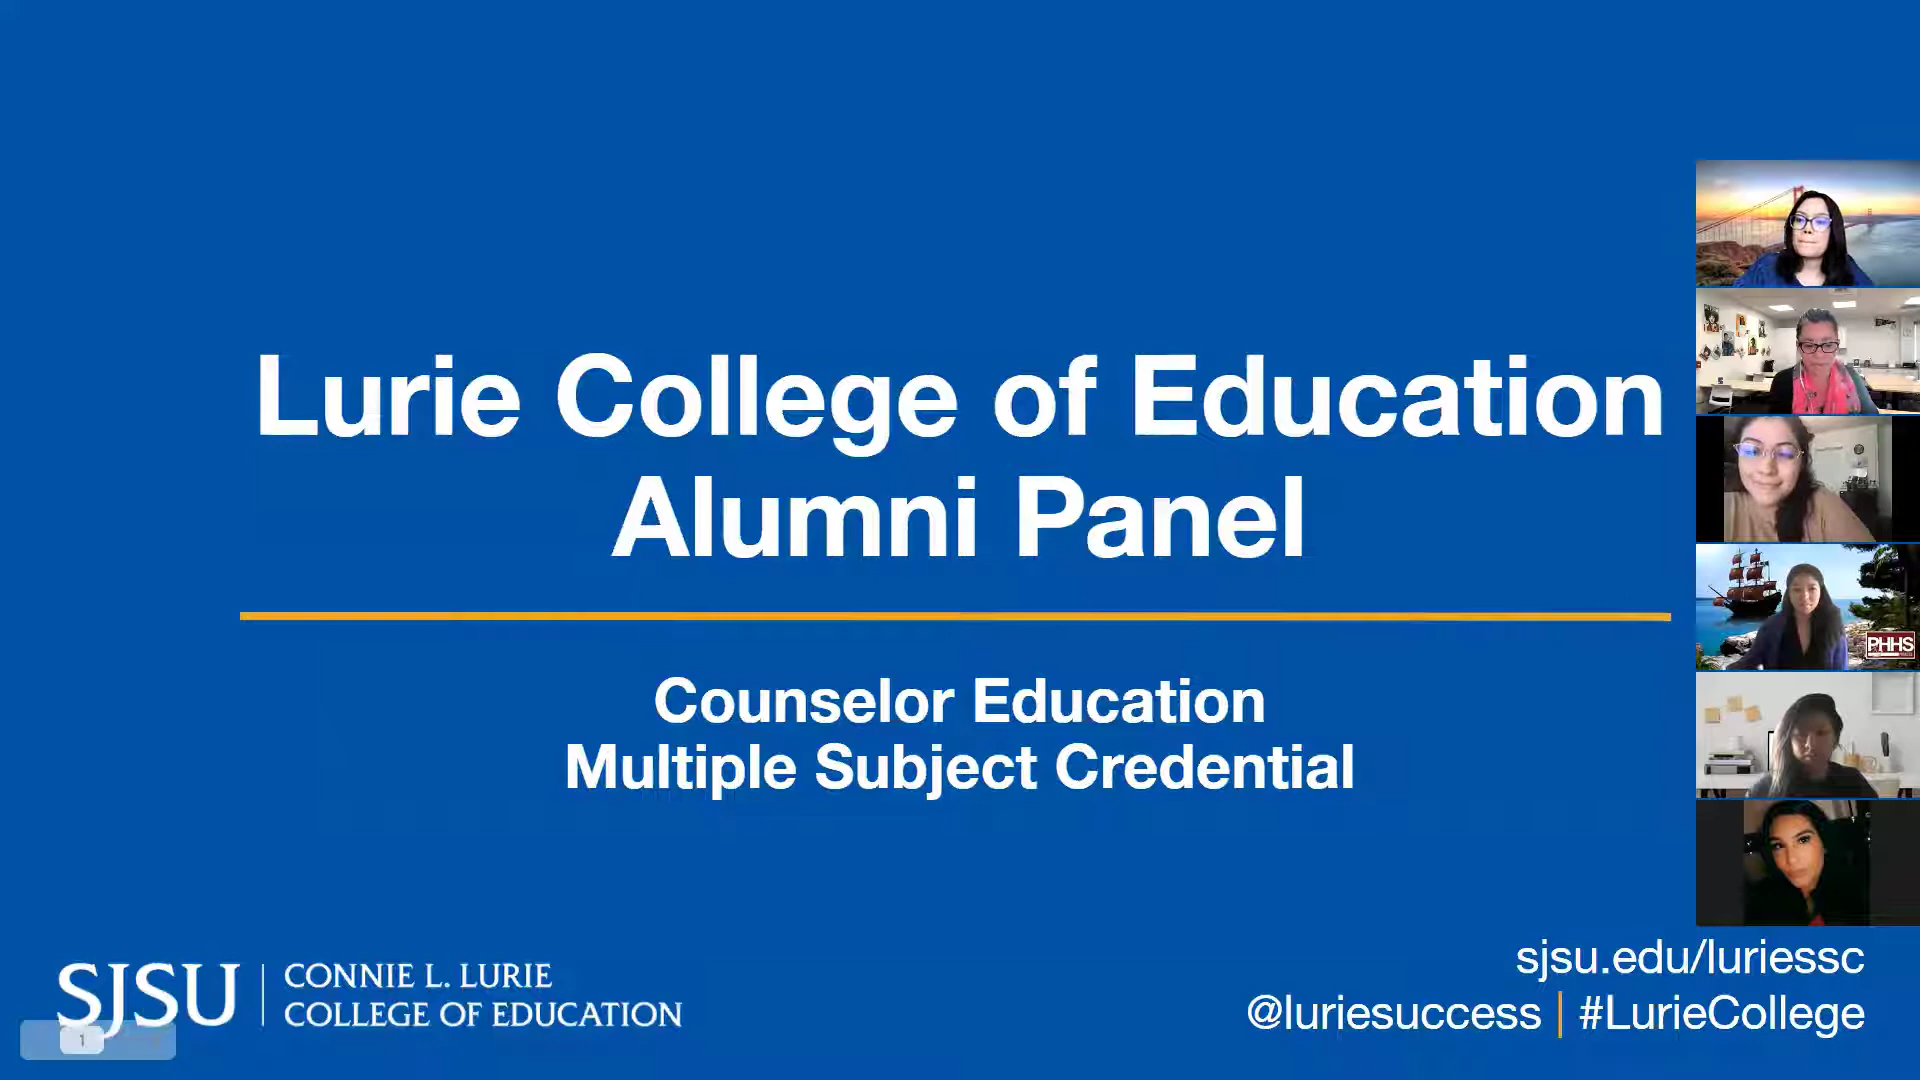 Lurie College of Education
Alumni Panel
Counselor Education
Multiple Subject Credential
PHHS
SJSU
CONNIE L. LURIE
COLLEGE OF EDUCATION
1
sjsu.edu/luriessc
@luriesuccess | #LurieCollege